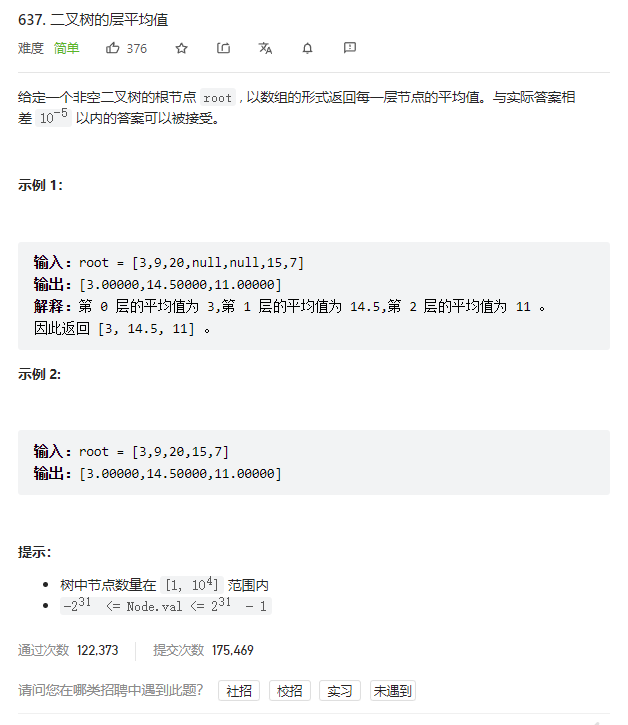 637. 二叉树的层平均值
难度 简单 376
给定一个非空二叉树的根节点 root , 以数组的形式返回每一层节点的平均值。与实际答案相
差 10⁻⁵ 以内的答案可以被接受。
示例 1：
输入：root = [3,9,20,null,null,15,7]
输出：[3.00000,14.50000,11.00000]
解释：第 0 层的平均值为 3,第 1 层的平均值为 14.5,第 2 层的平均值为 11 。
因此返回 [3, 14.5, 11] 。
示例 2:
输入：root = [3,9,20,15,7]
输出：[3.00000,14.50000,11.00000]
提示：
• 树中节点数量在 [1, 10⁴] 范围内
• -2³¹ <= Node.val <= 2³¹ - 1
通过次数 122,373 提交次数 175,469
请问您在哪类招聘中遇到此题？ 社招 校招 实习 未遇到